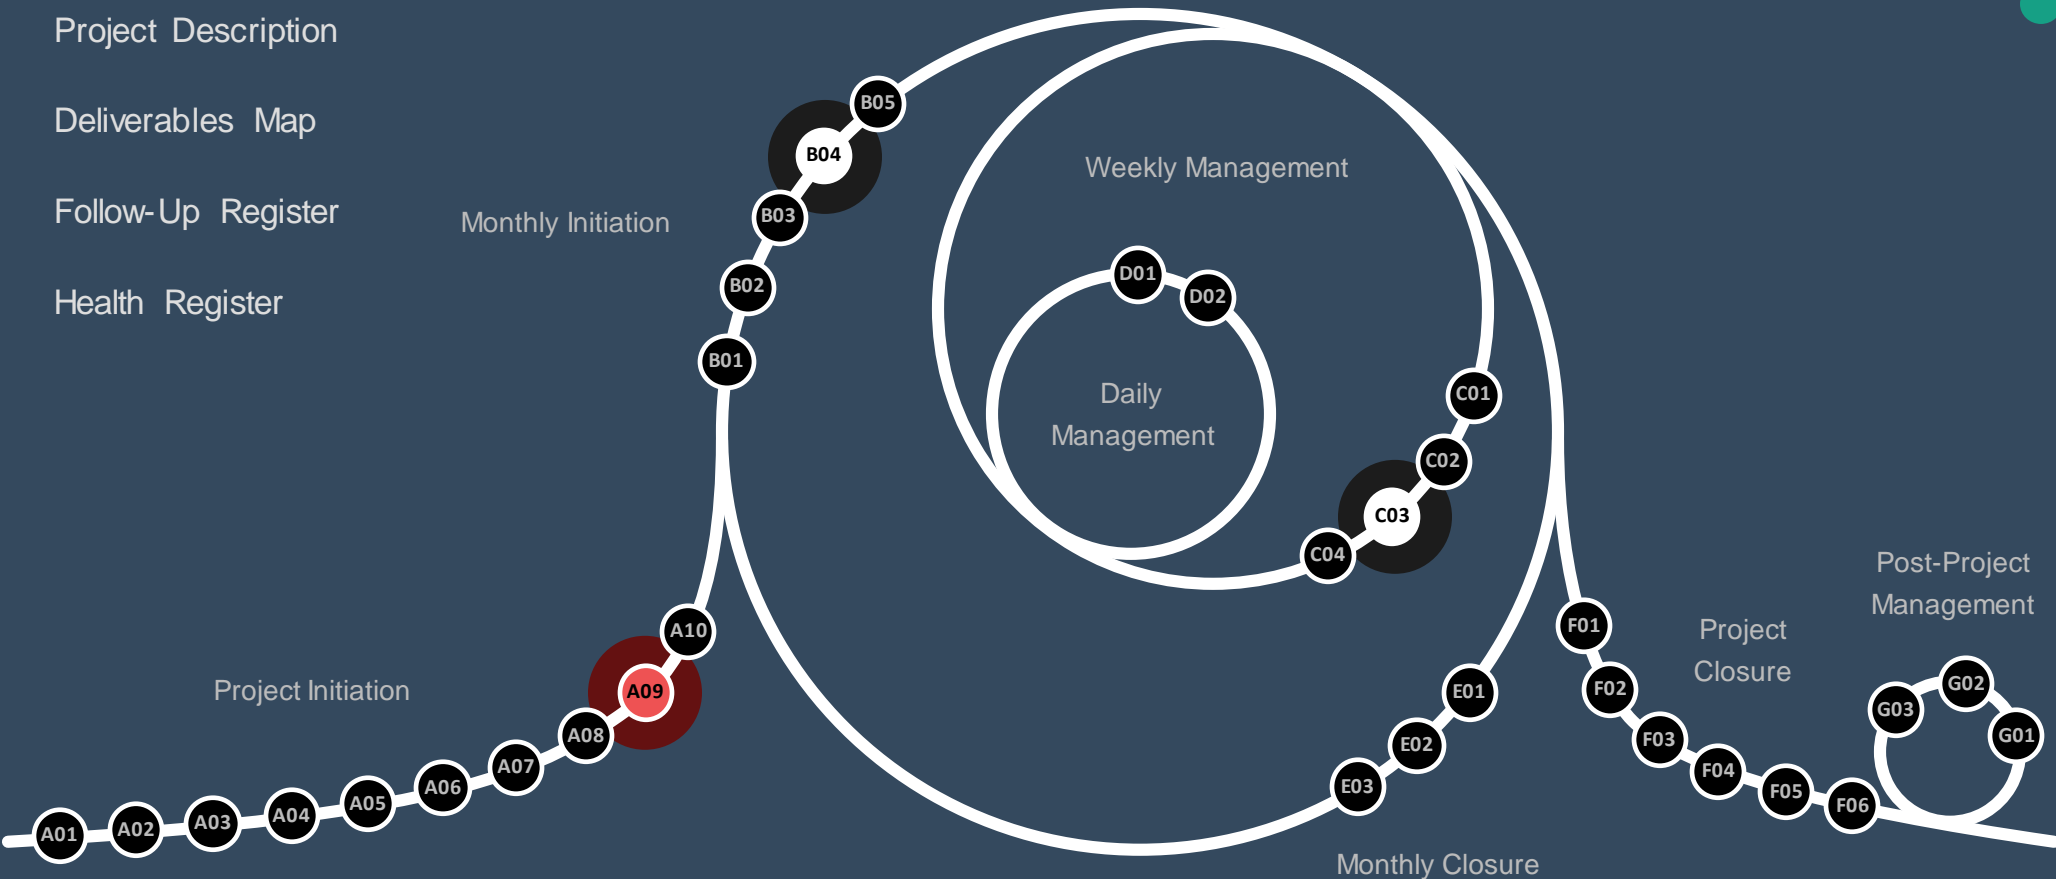 Project Description
Deliverables Map
Follow-Up Register
Health Register
Monthly Initiation
B05
B04
B03
B02
B01
Weekly Management
D01
D02
Daily
Management
C01
C02
C03
C04
Project Initiation
A01
A02
A03
A04
A05
A06
A07
A08
A09
A10
E01
E02
E03
Monthly Closure
F01
F02
F03
F04
F05
F06
Project
Closure
Post-Project
Management
G03
G02
G01